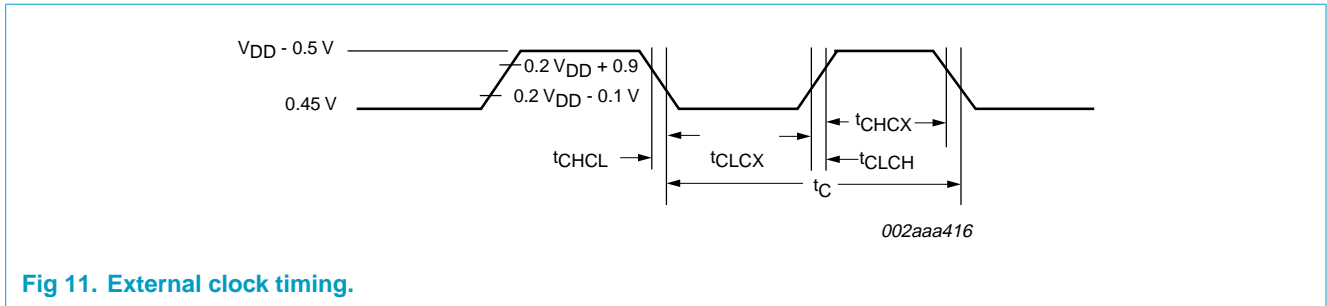 VDD - 0.5 V
0.2 VDD + 0.9
0.2 VDD - 0.1 V
0.45 V
tCHCX
tCHCL
tCLCX
tCLCH
tC
002aaa416
Fig 11. External clock timing.